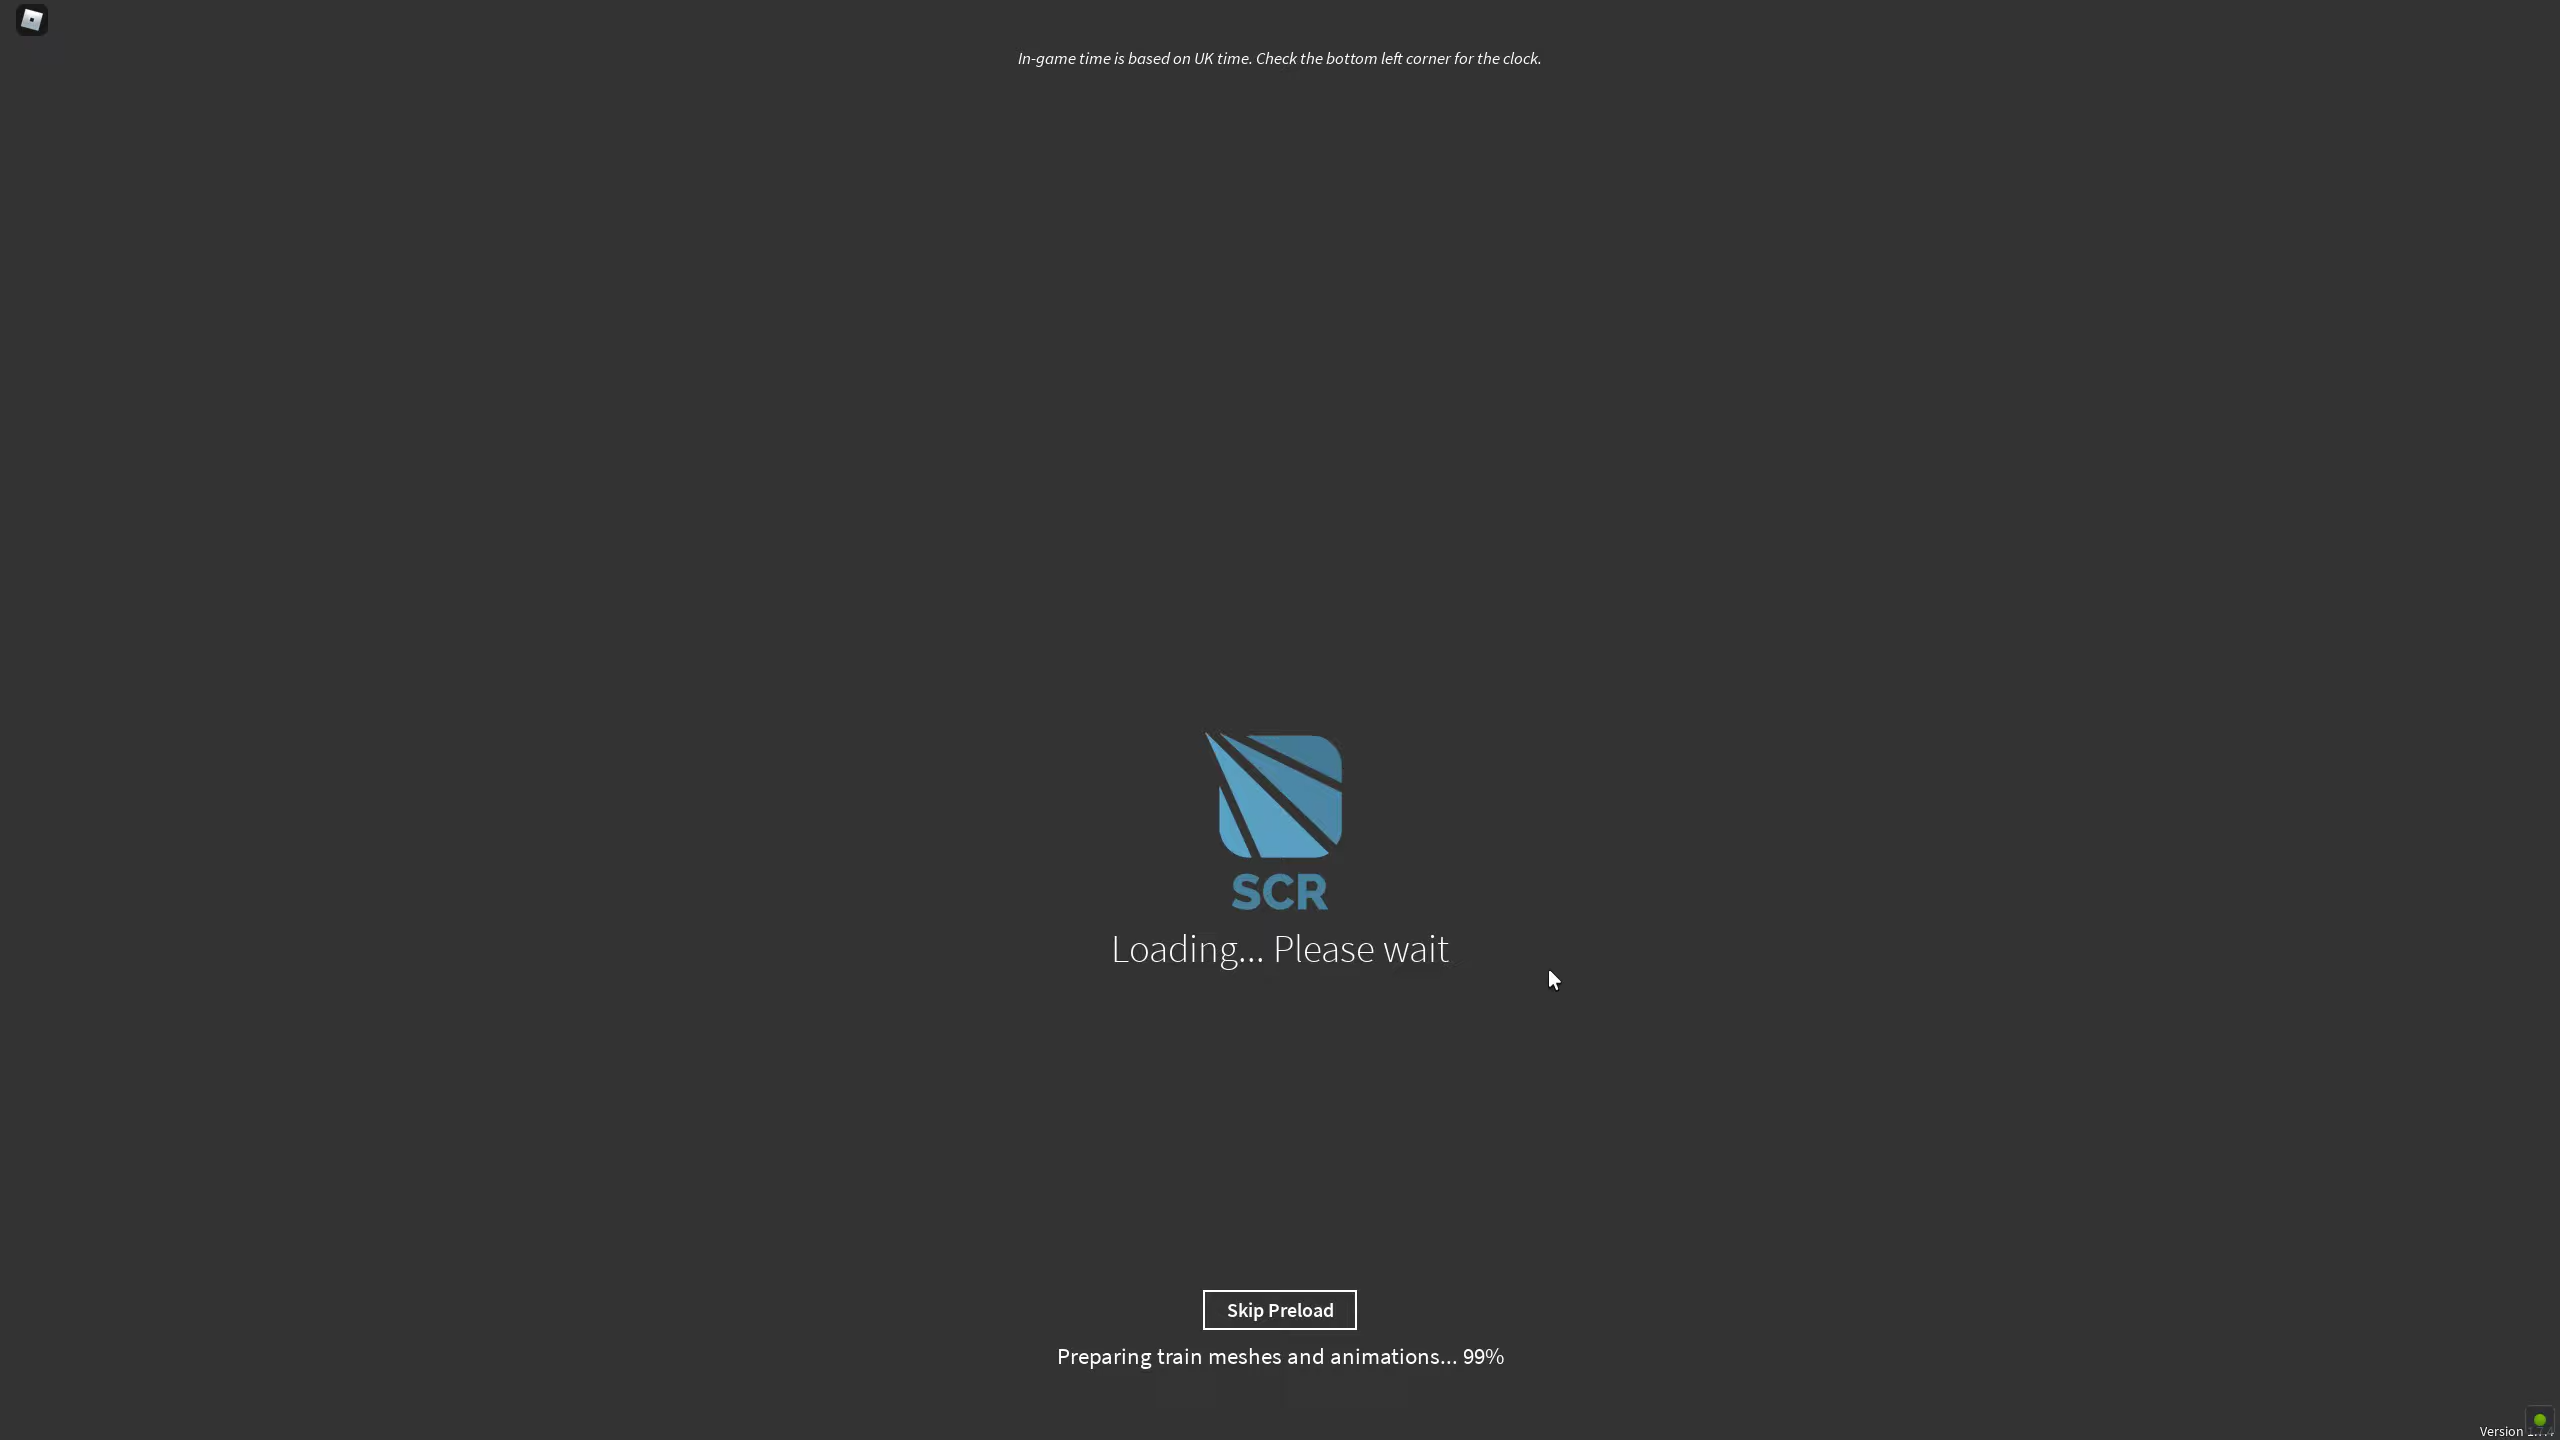 In-game time is based on UK time. Check the bottom left corner for the clock.
SCR
Loading... Please wait
Skip Preload
Preparing train meshes and animations... 99%
Version